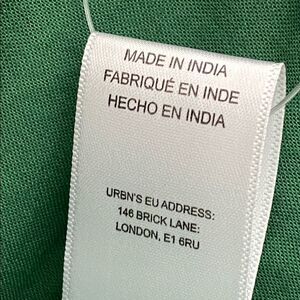 MADE IN INDIA
FABRIQUÉ EN INDE
HECHO EN INDIA
URBN'S EU ADDRESS:
146 BRICK LANE:
LONDON, E1 6RU